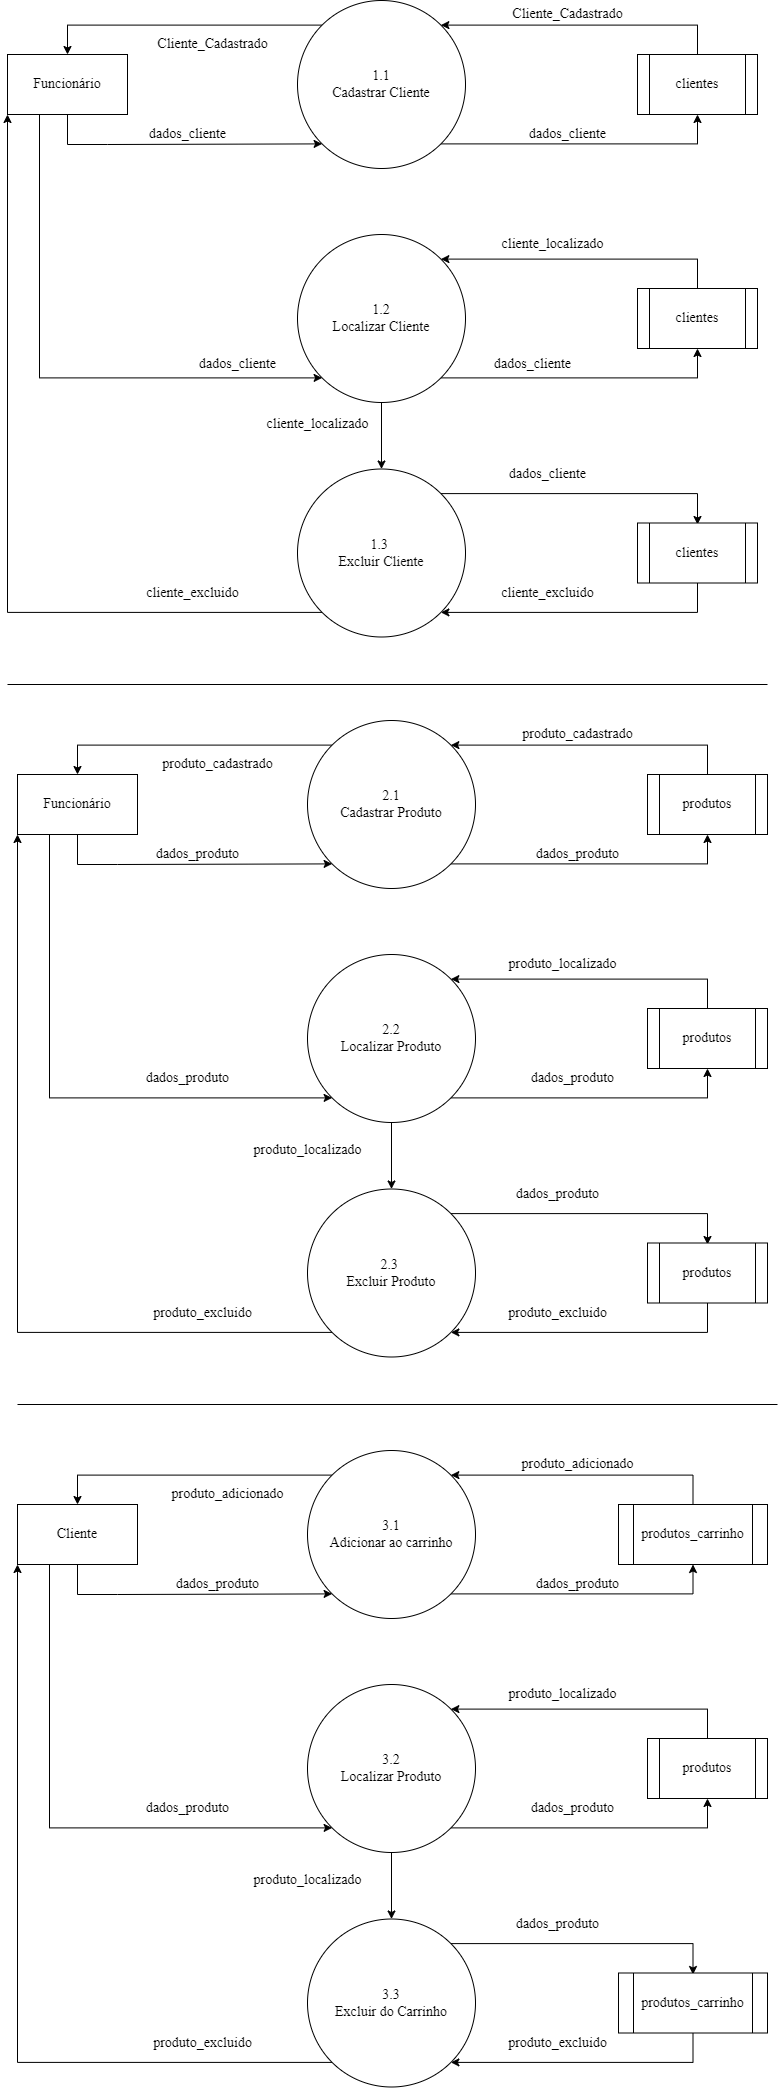 Cliente_Cadastrado
Cliente_Cadastrado
1.1
Cadastrar Cliente
Funcionário
clientes
dados_cliente
dados_cliente
cliente_localizado
1.2
Localizar Cliente
clientes
dados_cliente
dados_cliente
cliente_localizado
dados_cliente
1.3
Excluir Cliente
clientes
cliente_excluido
cliente_excluido
produto_cadastrado
produto_cadastrado
2.1
Cadastrar Produto
Funcionário
produtos
dados_produto
dados_produto
produto_localizado
2.2
Localizar Produto
produtos
dados_produto
dados_produto
produto_localizado
dados_produto
2.3
Excluir Produto
produtos
produto_excluido
produto_excluido
produto_adicionado
produto_adicionado
3.1
Adicionar ao carrinho
Cliente
produtos_carrinho
dados_produto
dados_produto
produto_localizado
3.2
Localizar Produto
produtos
dados_produto
dados_produto
produto_localizado
dados_produto
3.3
Excluir do Carrinho
produtos_carrinho
produto_excluido
produto_excluido